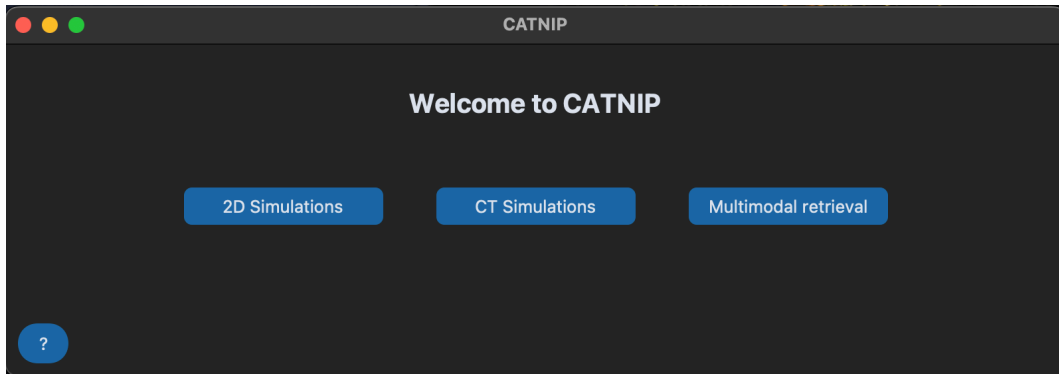 CATNIP
Welcome to CATNIP
2D Simulations
CT Simulations
Multimodal retrieval
?